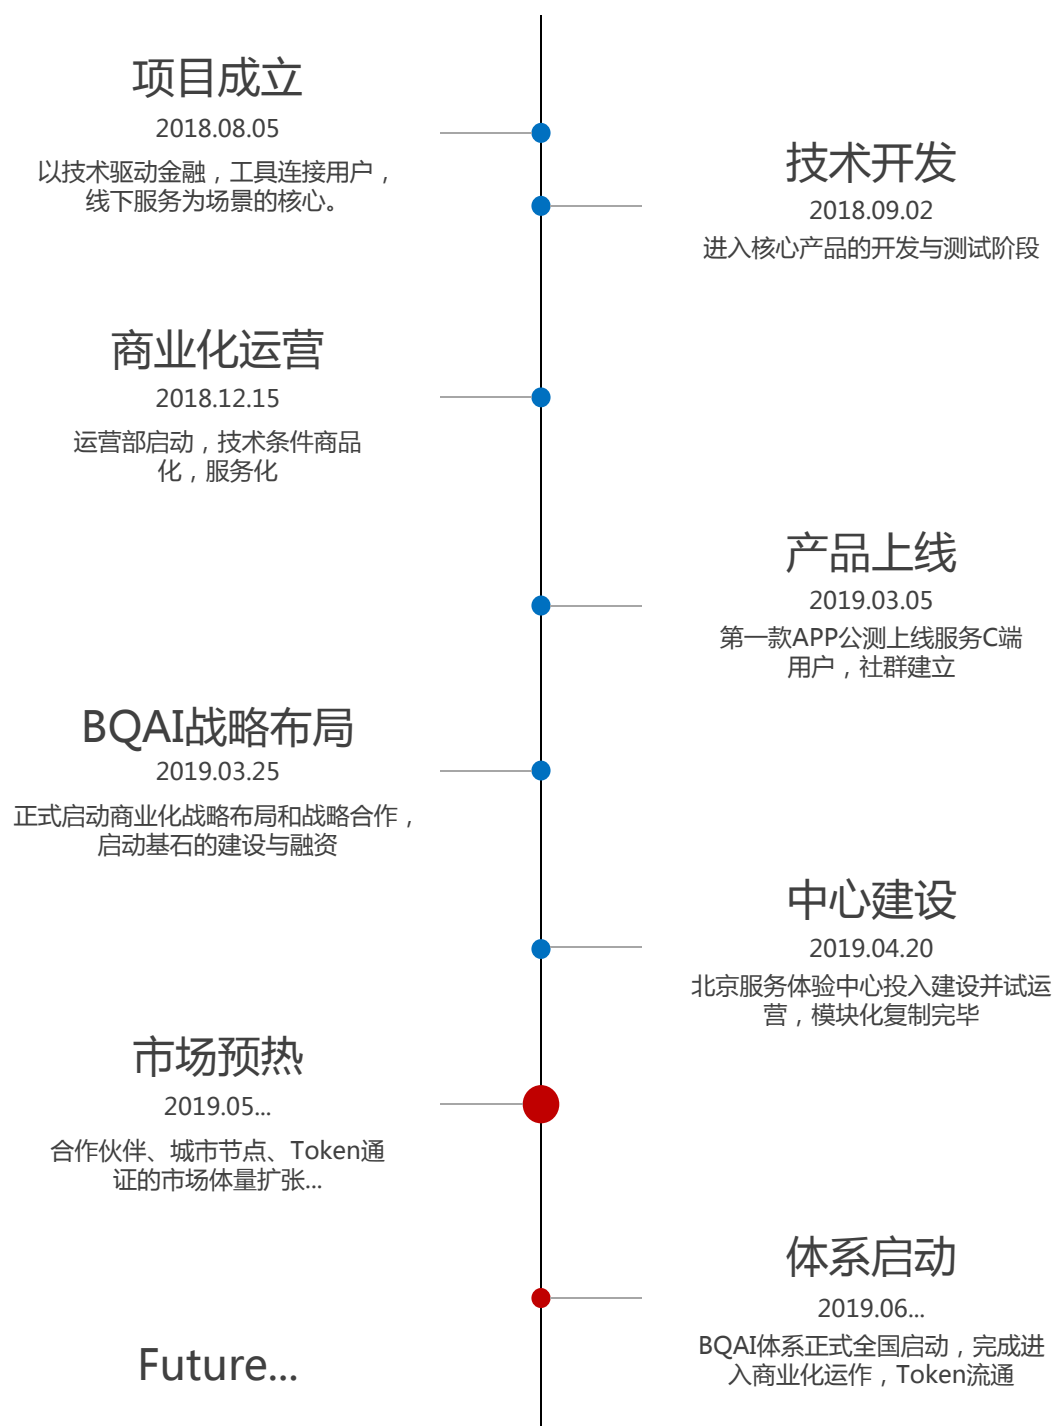 项目成立
2018.08.05
以技术驱动金融，工具连接用户，
线下服务为场景的核心。
技术开发
2018.09.02
进入核心产品的开发与测试阶段
商业化运营
2018.12.15
运营部启动，技术条件商品
化，服务化
产品上线
2019.03.05
第一款APP公测上线服务C端
用户，社群建立
BQAI战略布局
2019.03.25
正式启动商业化战略布局和战略合作，
启动基石的建设与融资
中心建设
2019.04.20
北京服务体验中心投入建设并试运
营，模块化复制完毕
市场预热
2019.05...
合作伙伴、城市节点、Token通
证的市场体量扩张...
体系启动
2019.06...
BQAI体系正式全国启动，完成进
入商业化运作，Token流通
Future...